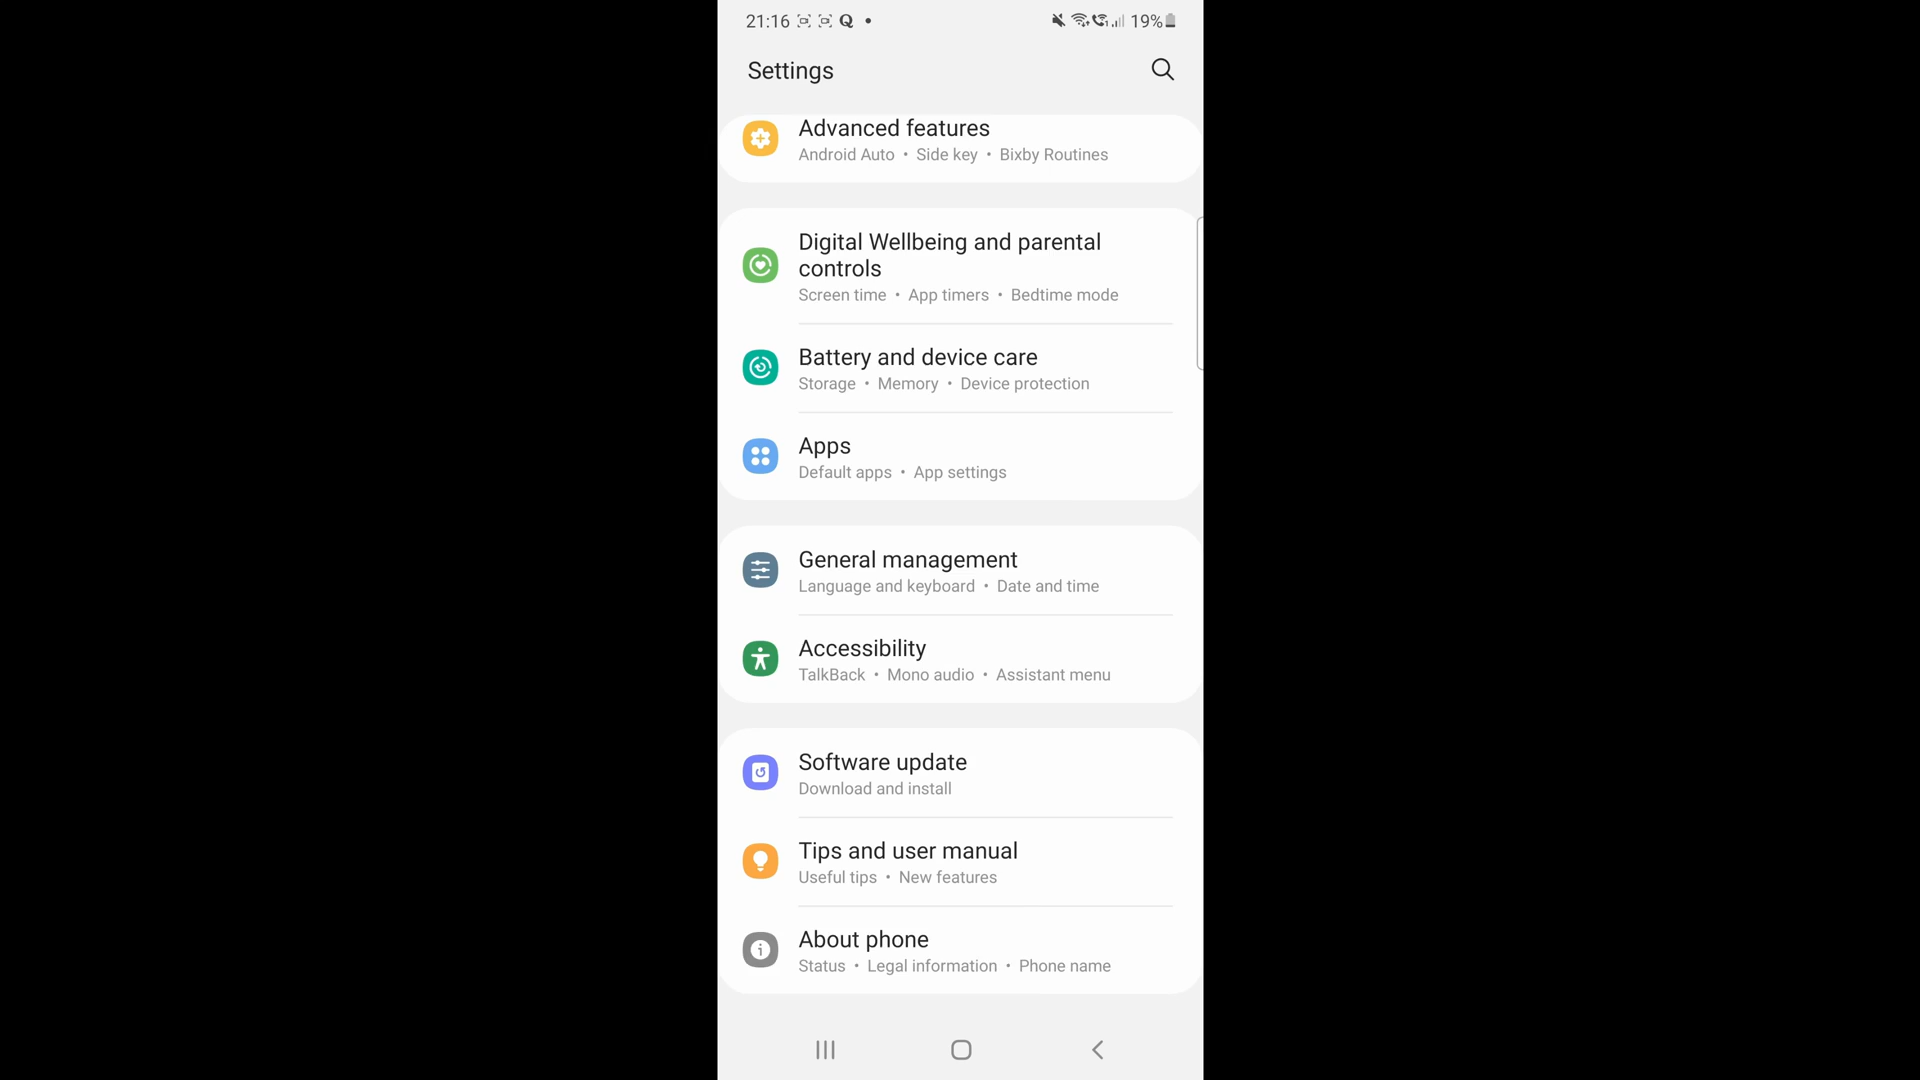 21:16 Q 19%
Settings
Advanced features
Android Auto • Side key • Bixby Routines
Digital Wellbeing and parental
controls
Screen time • App timers • Bedtime mode
Battery and device care
Storage • Memory • Device protection
Apps
Default apps • App settings
General management
Language and keyboard • Date and time
Accessibility
TalkBack • Mono audio • Assistant menu
Software update
Download and install
Tips and user manual
Useful tips • New features
About phone
Status • Legal information • Phone name